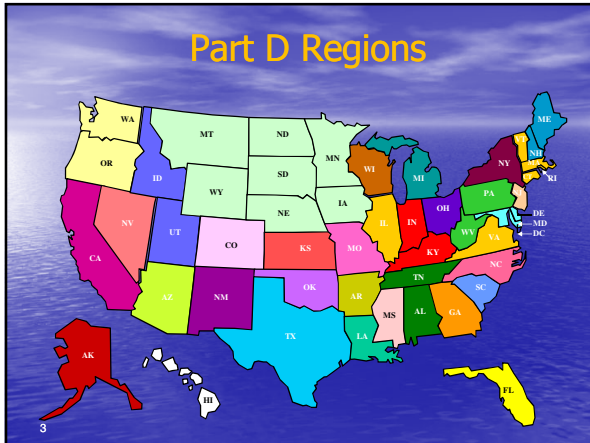 Part D Regions
WA
ME
MT
ND
VT
MN
NH
OR
WI
NY
ID
SD
MI
RI
WY
PA
IA
NE
OH
DE
NV
IL
IN
MD
UT
WV
VA
DC
CO
KS
MO
CA
KY
NC
TN
OK
AZ
NM
AR
SC
MS
AL
GA
TX
LA
AK
FL
HI
3